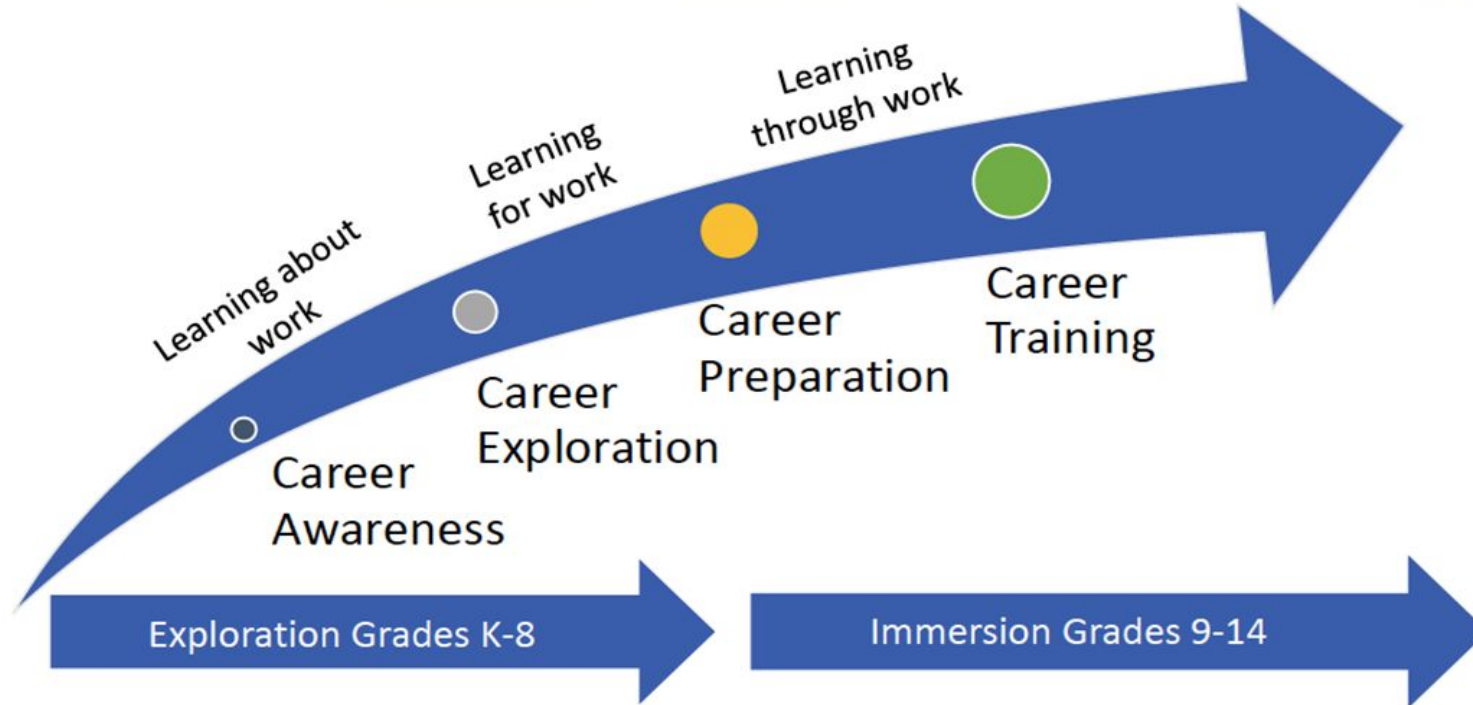 Learning about
work
Learning
for work
Learning
through work
Career
Awareness
Career
Exploration
Career
Preparation
Career
Training
Exploration Grades K-8
Immersion Grades 9-14